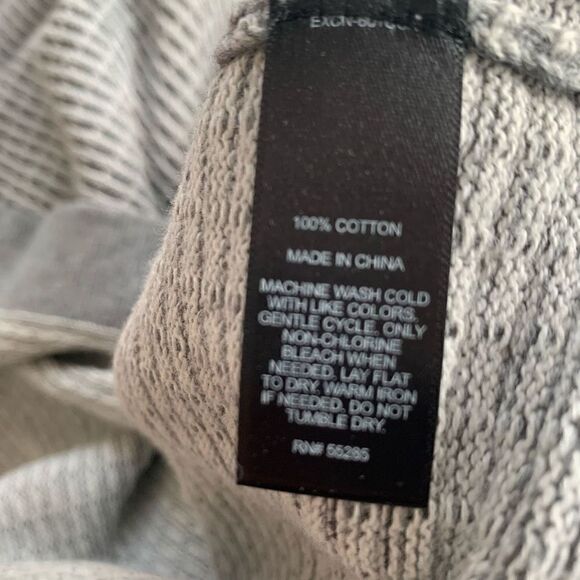 100% COTTON
MADE IN CHINA
MACHINE WASH COLD
WITH LIKE COLORS.
GENTLE CYCLE. ONLY
NON-CHLORINE
BLEACH WHEN
NEEDED. LAY FLAT
TO DRY. WARM IRON
IF NEEDED. DO NOT
TUMBLE DRY.
RN# 55285